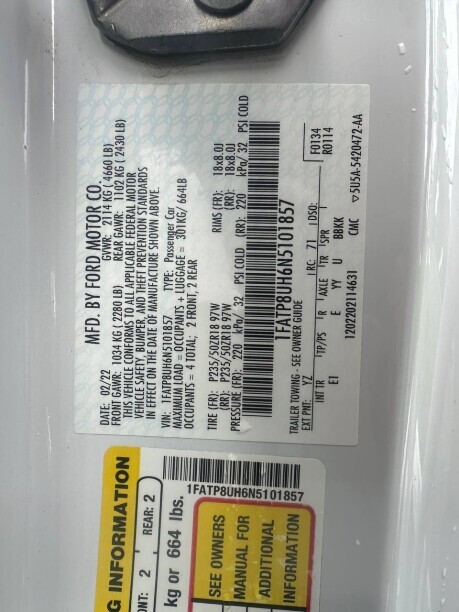 MFD. BY FORD MOTOR CO.
DATE: 02/22 GVWR: 2114 KG ( 4660 LB)
FRONT GAWR: 1034 KG ( 2280 LB) REAR GAWR: 1102 KG ( 2430 LB)
THIS VEHICLE CONFORMS TO ALL APPLICABLE FEDERAL MOTOR
VEHICLE SAFETY, BUMPER, AND THEFT PREVENTION STANDARDS
IN EFFECT ON THE DATE OF MANUFACTURE SHOWN ABOVE.
VIN: 1FATP8UH6N5101857 TYPE: Passenger Car
MAXIMUM LOAD = OCCUPANTS + LUGGAGE = 301KG/ 664LB
OCCUPANTS = 4 TOTAL; 2 FRONT, 2 REAR
TIRE (FR): P235/50ZR18 97W RIMS (FR): 18x8.0J
(RR): P235/50ZR18 97W (RR): 18x8.0J
PRESSURE (FR): 220 kPa/ 32 PSI COLD (RR): 220 kPa/ 32 PSI COLD
1FATP8UH6N5101857
TRAILER TOWING - SEE OWNER GUIDE
EXT PNT: YZ RC: 71 DSO: F0134
R0114
INT TR TP/PS R AXLE TR SPR
EI E YY U BBKK
1202202114631 CMC 5U5A-5420472-AA
G INFORMATION
ONT: 2 REAR: 2
kg or 664 lbs.
1FATP8UH6N5101857
SEE OWNERS
MANUAL FOR
ADDITIONAL
INFORMATION